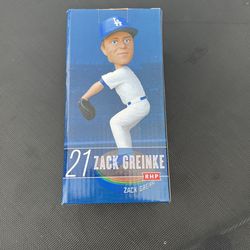 LA
21 ZACK GREINKE
RHP
ZACK GREINKE